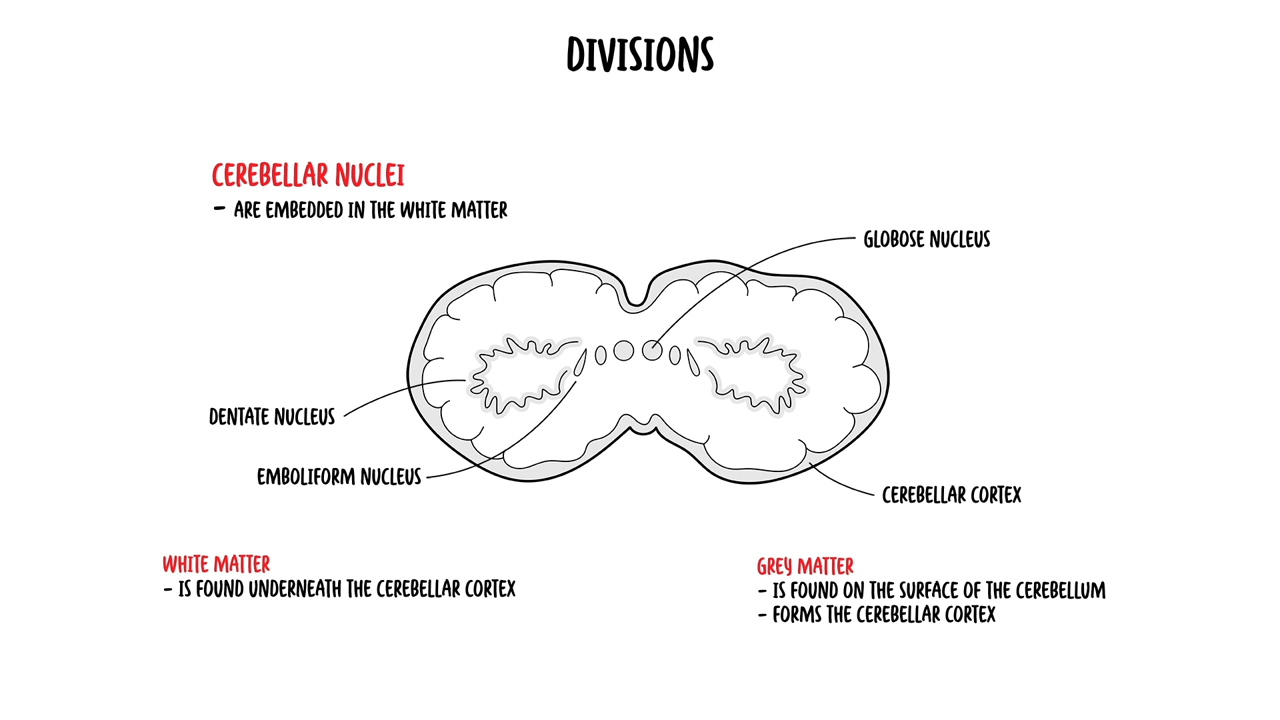 DIVISIONS
CEREBELLAR NUCLEI
- ARE EMBEDDED IN THE WHITE MATTER
GLOBOSE NUCLEUS
DENTATE NUCLEUS
EMBOLIFORM NUCLEUS
CEREBELLAR CORTEX
WHITE MATTER
- IS FOUND UNDERNEATH THE CEREBELLAR CORTEX
GREY MATTER
- IS FOUND ON THE SURFACE OF THE CEREBELLUM
- FORMS THE CEREBELLAR CORTEX